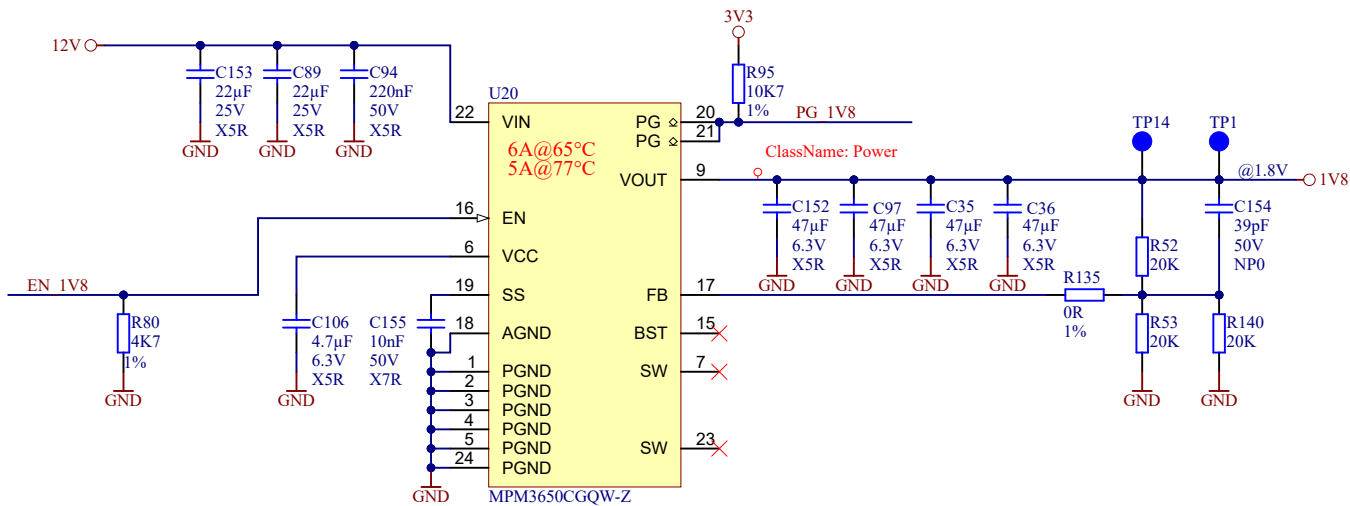 3V3
12V
C153
22µF
25V
X5R
GND
C89
22µF
25V
X5R
GND
C94
220nF
50V
X5R
GND
R95
10K7
1%
U20
22
VIN
6A@65°C
5A@77°C
PG
20
PG
21
PG_1V8
VOUT
9
ClassName: Power
TP14
TP1
@1.8V
1V8
C152
47µF
6.3V
X5R
GND
C97
47µF
6.3V
X5R
GND
C35
47µF
6.3V
X5R
GND
C36
47µF
6.3V
X5R
GND
R52
20K
C154
39pF
50V
NP0
16
EN
6
VCC
EN_1V8
R80
4K7
1%
GND
C106
4.7µF
6.3V
X5R
GND
C155
10nF
50V
X7R
19
SS
18
AGND
1
PGND
2
PGND
3
PGND
4
PGND
5
PGND
24
PGND
GND
FB
17
R135
0R
1%
BST
15
SW
7
SW
23
R53
20K
GND
R140
20K
GND
MPM3650CGQW-Z